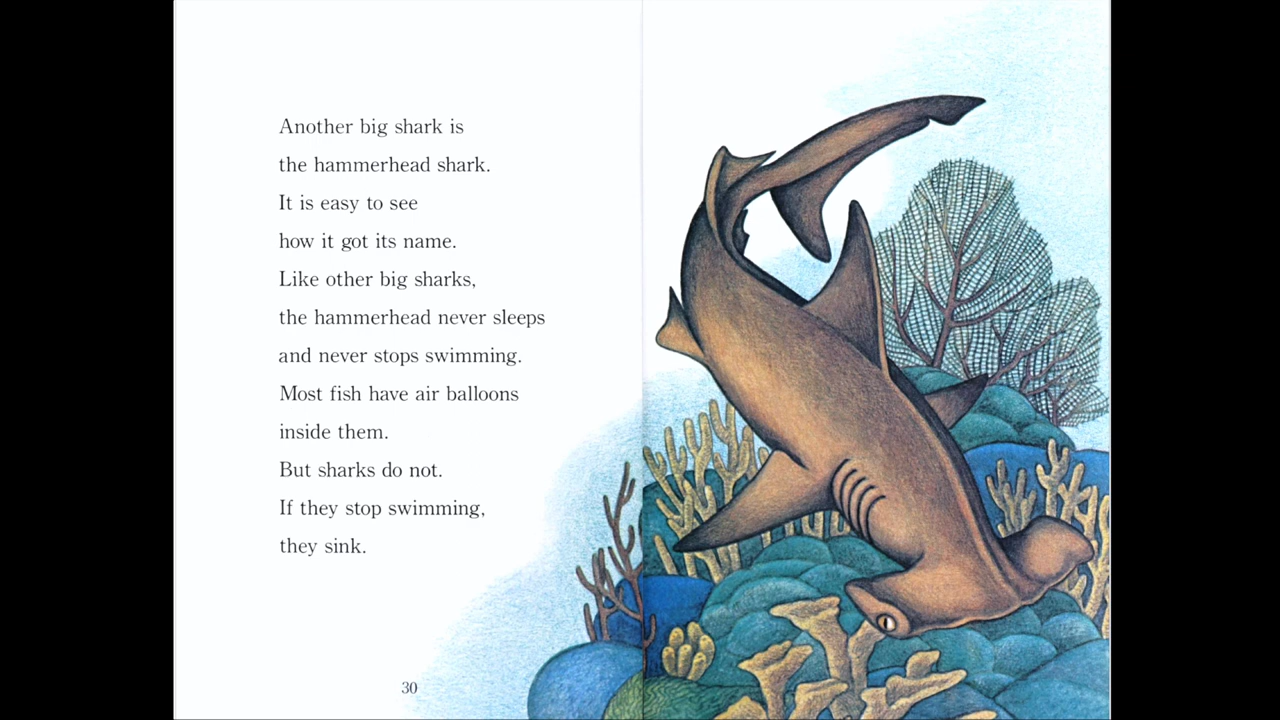 Another big shark is
the hammerhead shark.
It is easy to see
how it got its name.
Like other big sharks,
the hammerhead never sleeps
and never stops swimming.
Most fish have air balloons
inside them.
But sharks do not.
If they stop swimming,
they sink.
30